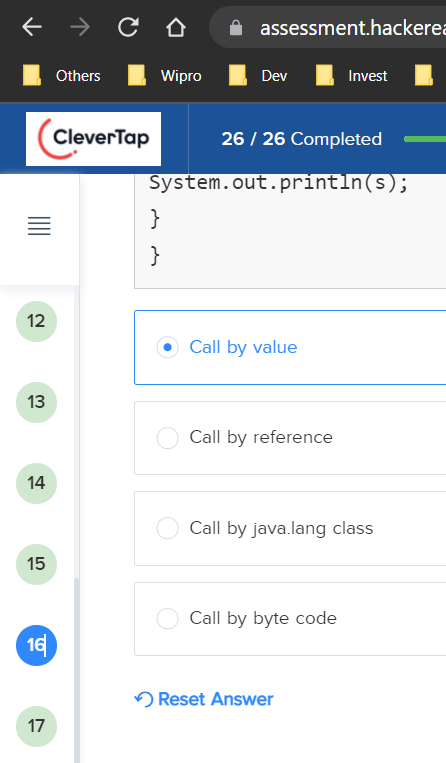 assessment.hackerea
Others
Wipro
Dev
Invest
CleverTap
26 / 26 Completed
System.out.println(s);
}
}
12
13
14
15
16
17
Call by value
Call by reference
Call by java.lang class
Call by byte code
Reset Answer